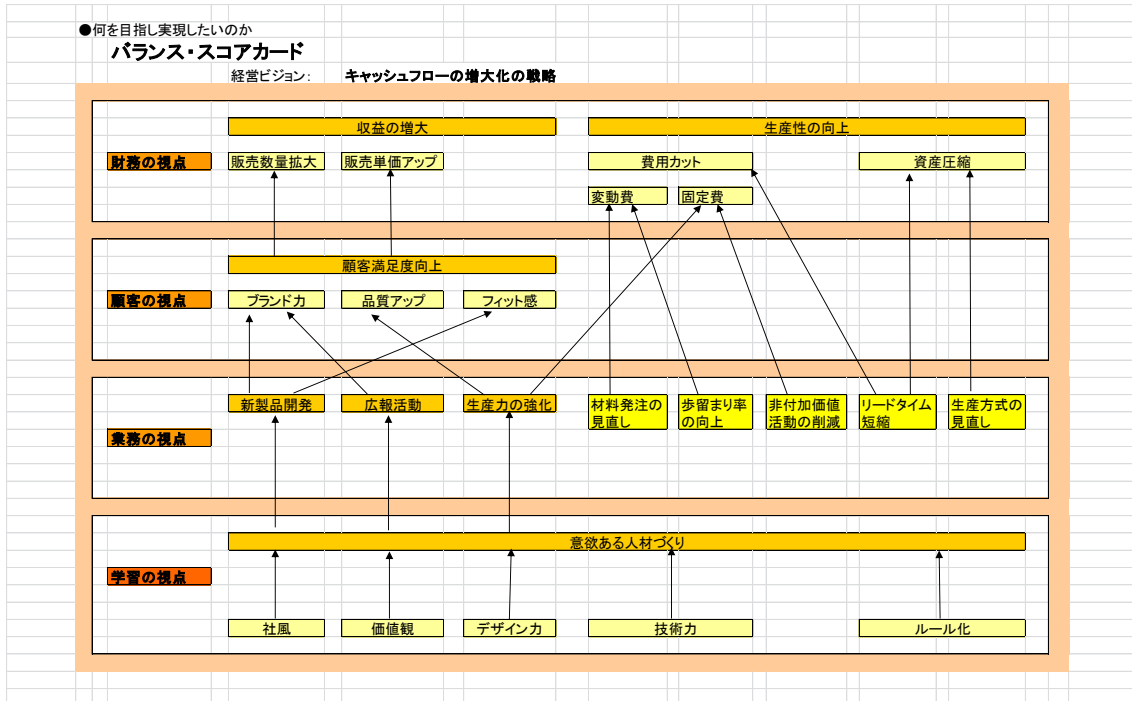 ●何を目指し実現したいのか
バランス・スコアカード
経営ビジョン: キャッシュフローの増大化の戦略
収益の増大 生産性の向上
財務の視点 販売数量拡大 販売単価アップ 費用カット 資産圧縮
変動費 固定費
顧客満足度向上
顧客の視点 ブランド力 品質アップ フィット感
新製品開発 広報活動 生産力の強化 材料発注の 歩留まり率 非付加価値 リードタイム 生産方式の
見直し の向上 活動の削減 短縮 見直し
業務の視点
意欲ある人材づくり
学習の視点
社風 価値観 デザイン力 技術力 ルール化